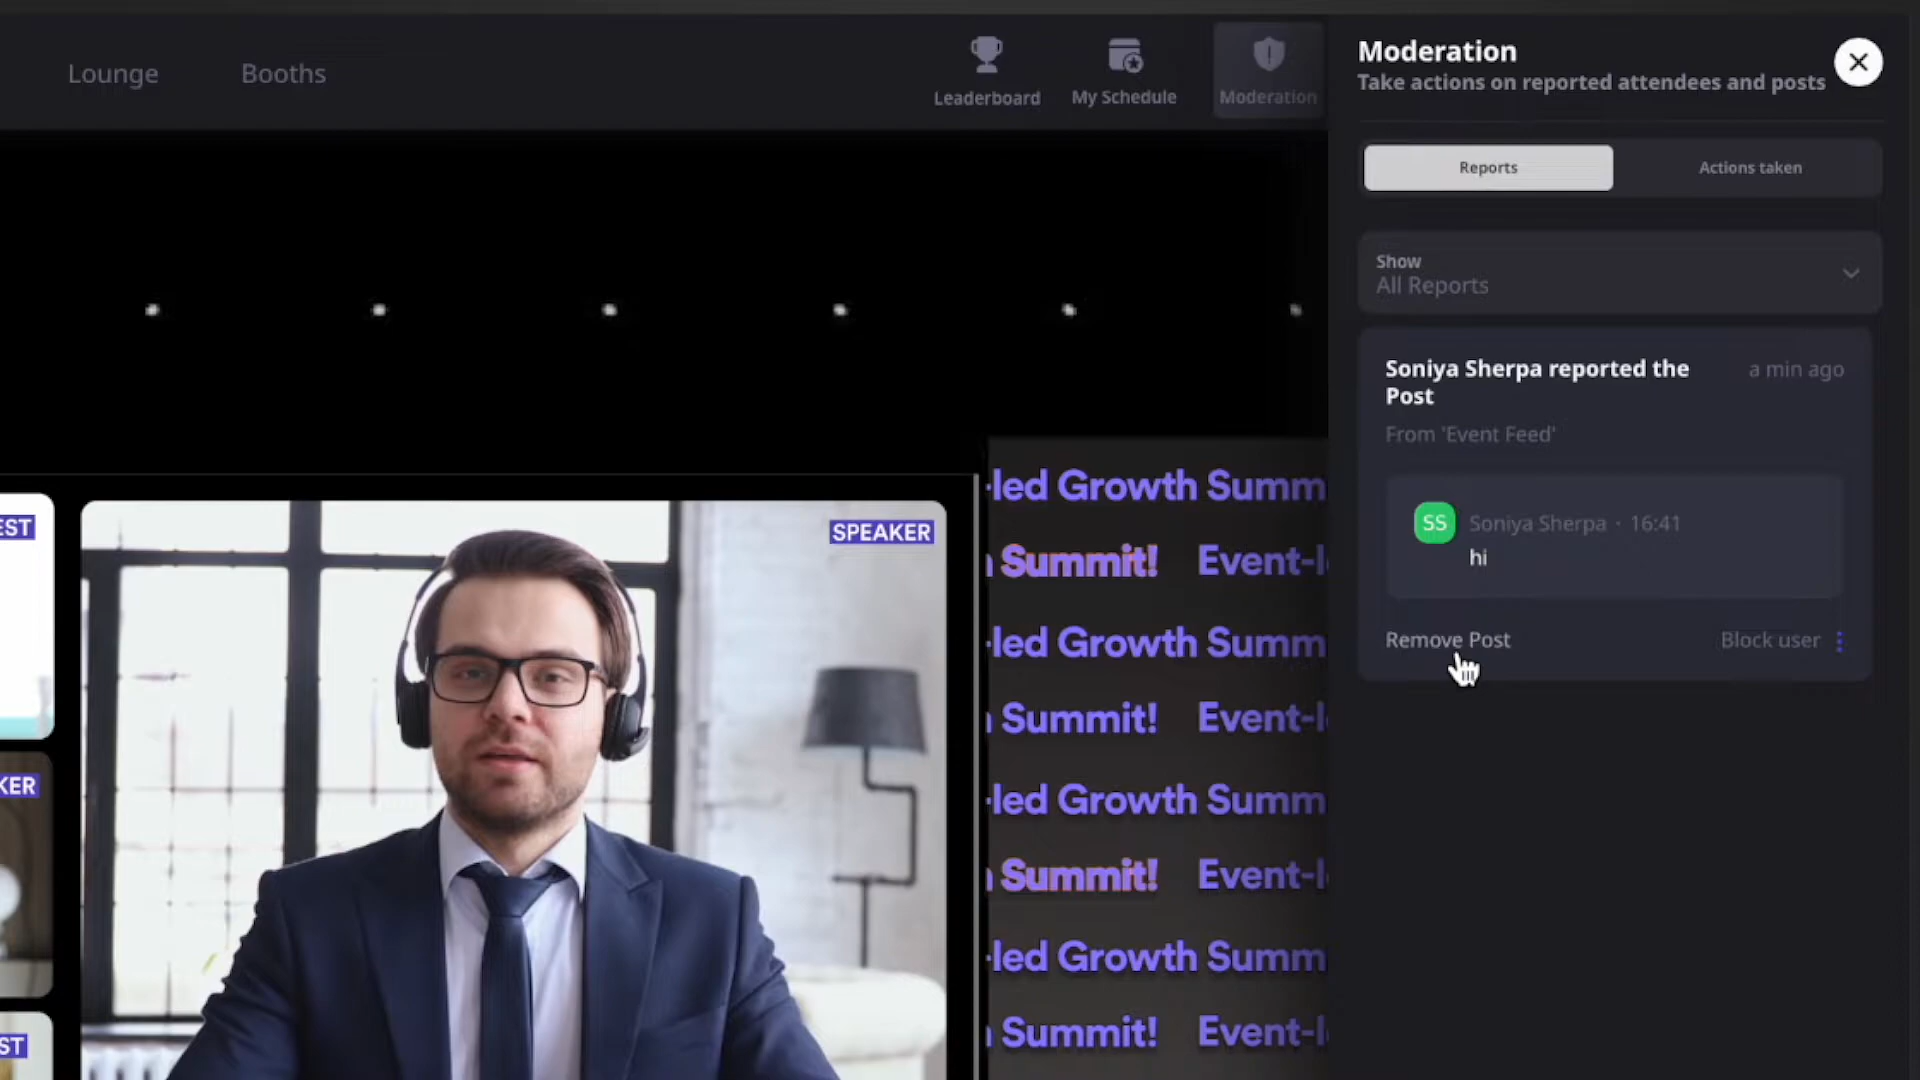 Lounge
Booths
Leaderboard
My Schedule
Moderation
Moderation
Take actions on reported attendees and posts
Reports
Actions taken
Show
All Reports
Soniya Sherpa reported the
Post
a min ago
From 'Event Feed'
SS
Soniya Sherpa · 16:41
hi
Remove Post
Block user
EST
KER
ST
SPEAKER
-led Growth Summ
Summit! Event-l
-led Growth Summ
Summit! Event-l
-led Growth Summ
Summit! Event-l
-led Growth Summ
Summit! Event-l